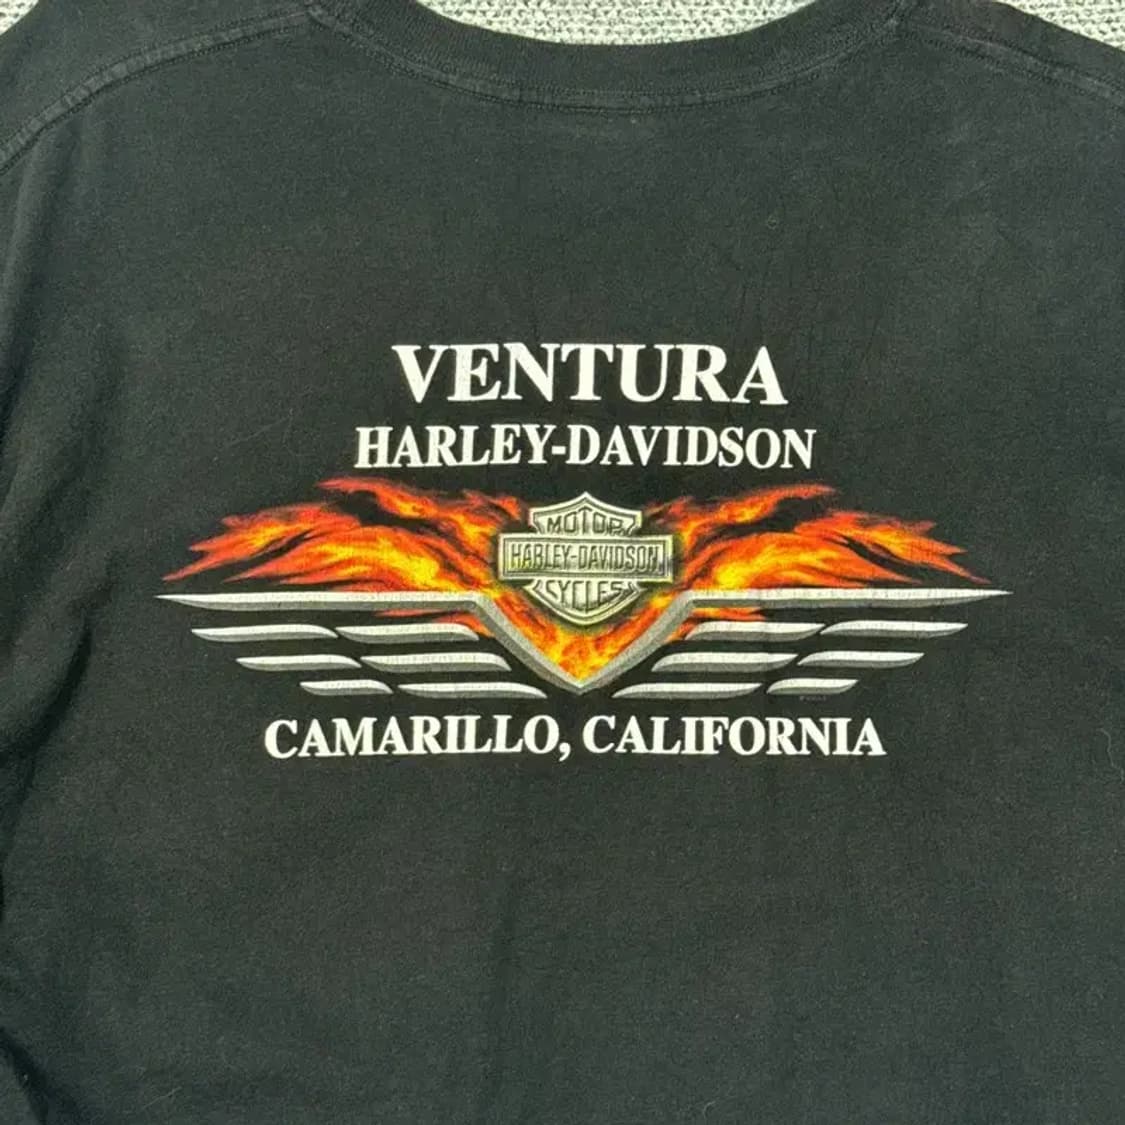 VENTURA
HARLEY-DAVIDSON
MOTOR
HARLEY-DAVIDSON
CYCLES
CAMARILLO, CALIFORNIA